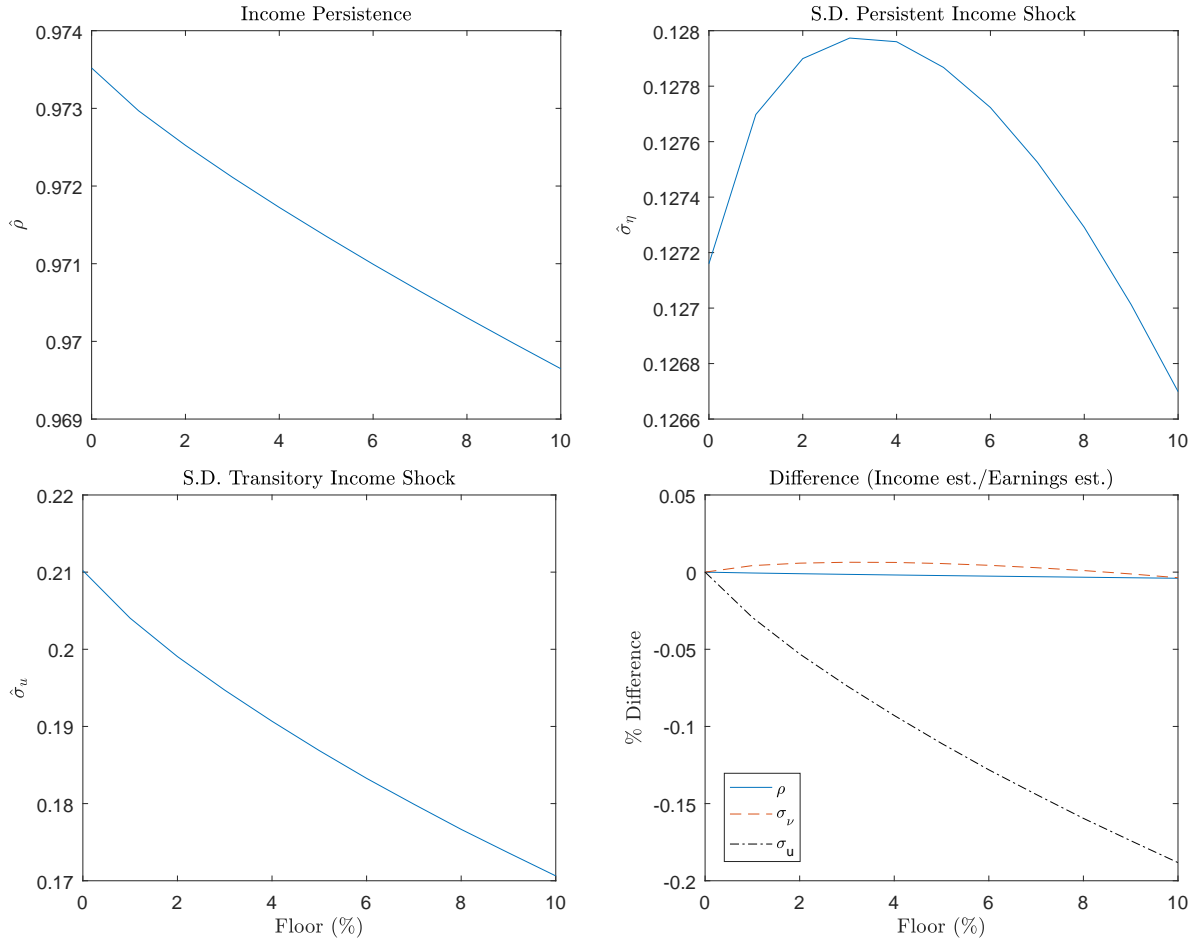 Income Persistence
0.974
0.973
0.972
0.971
0.97
0.969
ρ̂
0 2 4 6 8 10
S.D. Persistent Income Shock
0.128
0.1278
0.1276
0.1274
0.1272
0.127
0.1268
0.1266
σ̂_η
0 2 4 6 8 10
S.D. Transitory Income Shock
0.22
0.21
0.2
0.19
0.18
0.17
σ̂_u
0 2 4 6 8 10
Floor (%)
Difference (Income est./Earnings est.)
0.05
0
-0.05
-0.1
-0.15
-0.2
% Difference
ρ
σ_ν
σ_u
0 2 4 6 8 10
Floor (%)